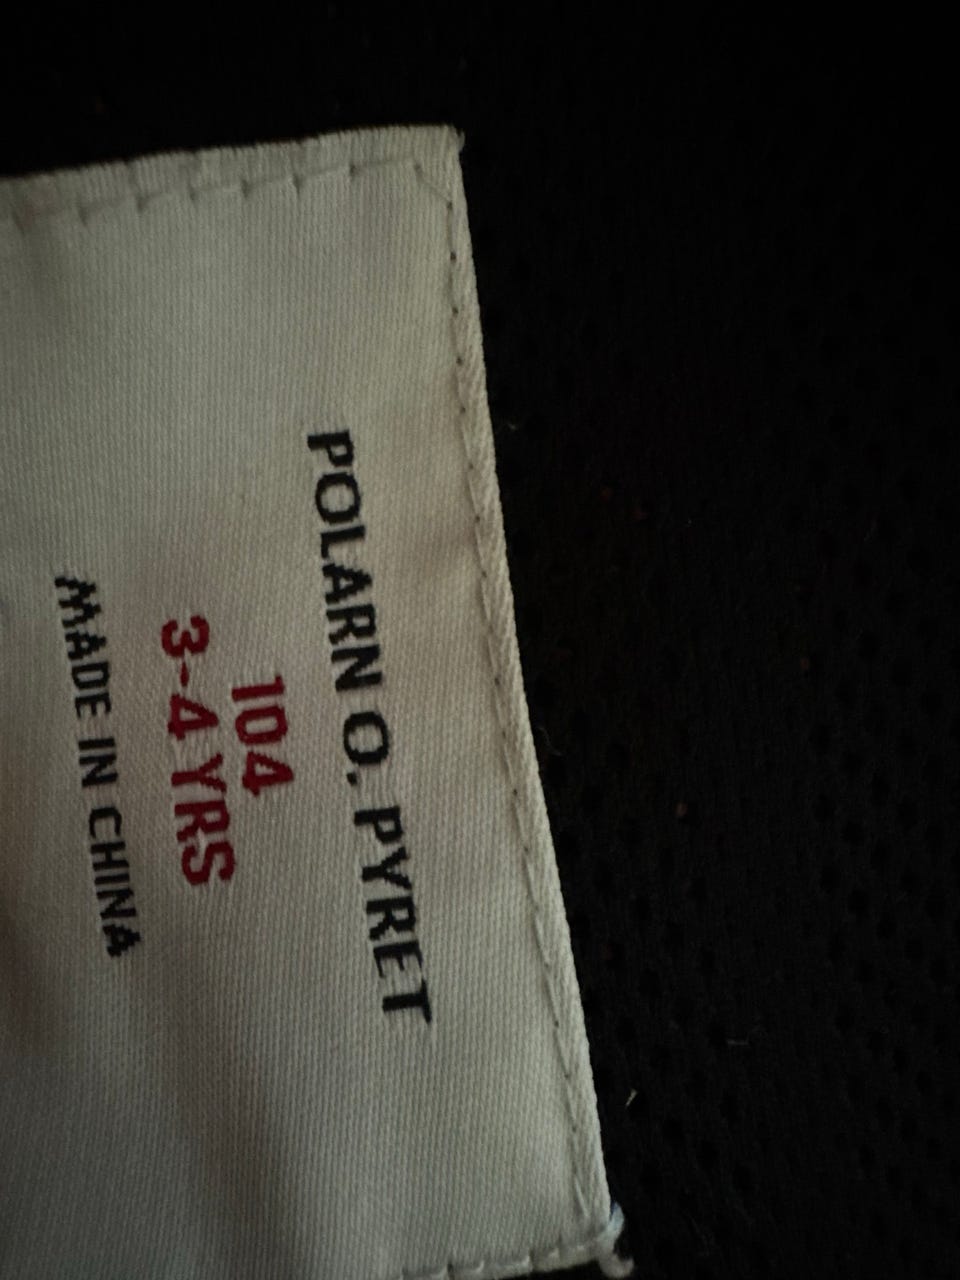 POLARN O. PYRET
104
3-4 YRS
MADE IN CHINA